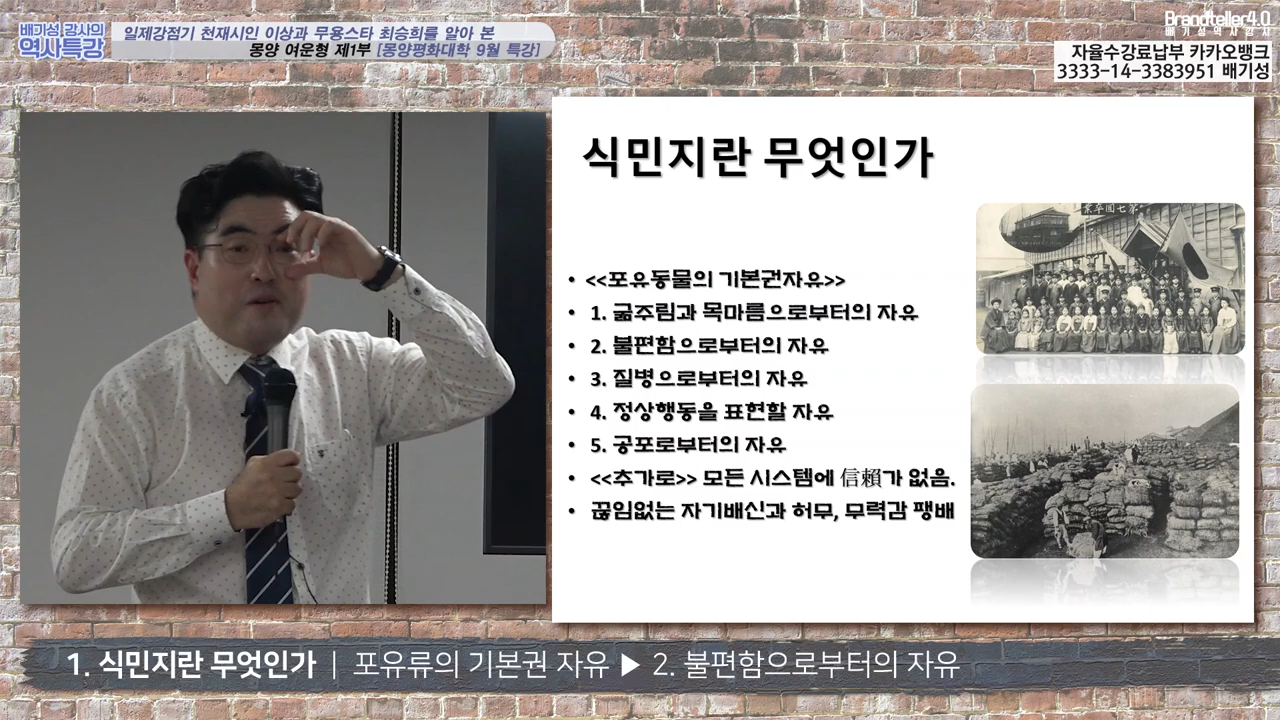 배기성 강사의
역사특강
일제강점기 천재시인 이상과 무용스타 최승희를 알아 본
몽양 여운형 제1부 [몽양평화대학 9월 특강]
Brandteller4.0
배기성역사강사
자율수강료납부 카카오뱅크
3333-14-3383951 배기성
식민지란 무엇인가
• <<포유동물의 기본권자유>>
• 1. 굶주림과 목마름으로부터의 자유
• 2. 불편함으로부터의 자유
• 3. 질병으로부터의 자유
• 4. 정상행동을 표현할 자유
• 5. 공포로부터의 자유
• <<추가로>> 모든 시스템에 信賴가 없음.
• 끊임없는 자기배신과 허무, 무력감 팽배
業卒回七第
1. 식민지란 무엇인가 | 포유류의 기본권 자유 ▶ 2. 불편함으로부터의 자유